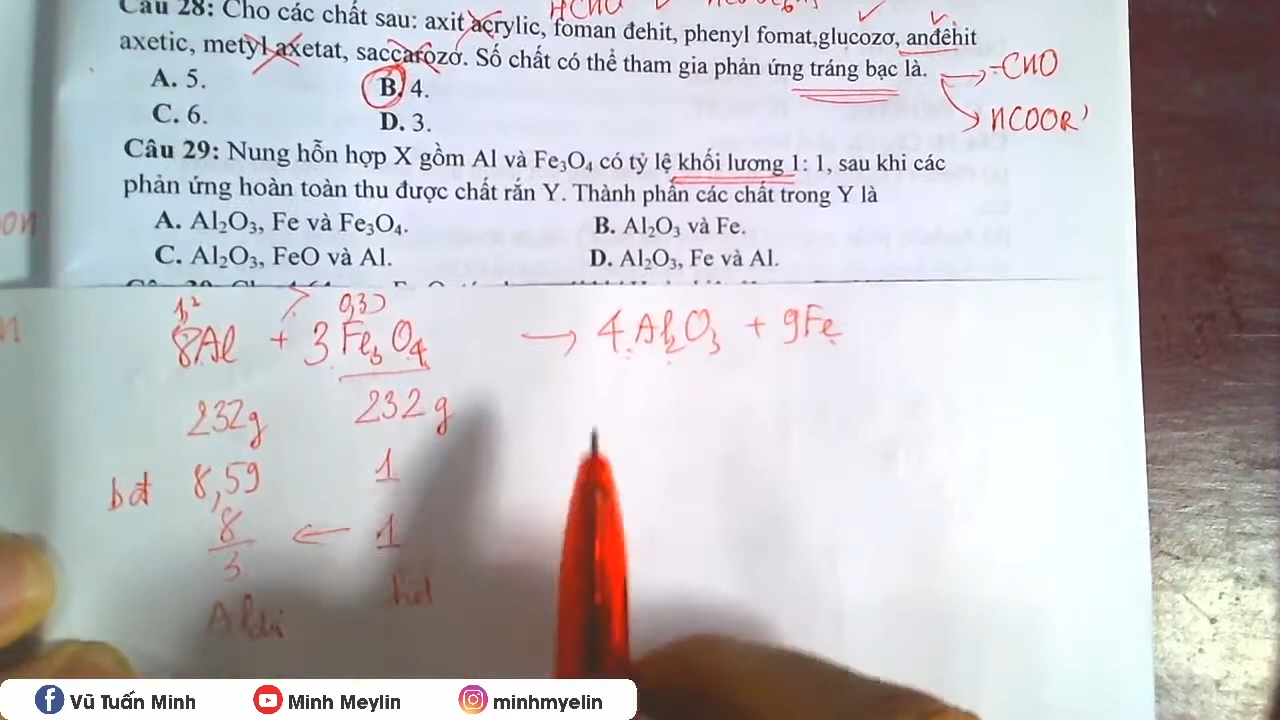 Câu 28: Cho các chất sau: axit acrylic, foman đehit, phenyl fomat,glucozơ, anđêhit
axetic, metyl axetat, saccarozơ. Số chất có thể tham gia phản ứng tráng bạc là.
-CHO
HCOOR'
A. 5.
B. 4.
C. 6.
D. 3.
Câu 29: Nung hỗn hợp X gồm Al và Fe₃O₄ có tỷ lệ khối lương 1: 1, sau khi các
phản ứng hoàn toàn thu được chất rắn Y. Thành phần các chất trong Y là
A. Al₂O₃, Fe và Fe₃O₄.
B. Al₂O₃ và Fe.
C. Al₂O₃, FeO và Al.
D. Al₂O₃, Fe và Al.
8Al + 3Fe₃O₄ → 4Al₂O₃ + 9Fe
232g 232g
bđ 8,59 1
8/3 ← 1
Al dư
Vũ Tuấn Minh
Minh Meylin
minhmyelin